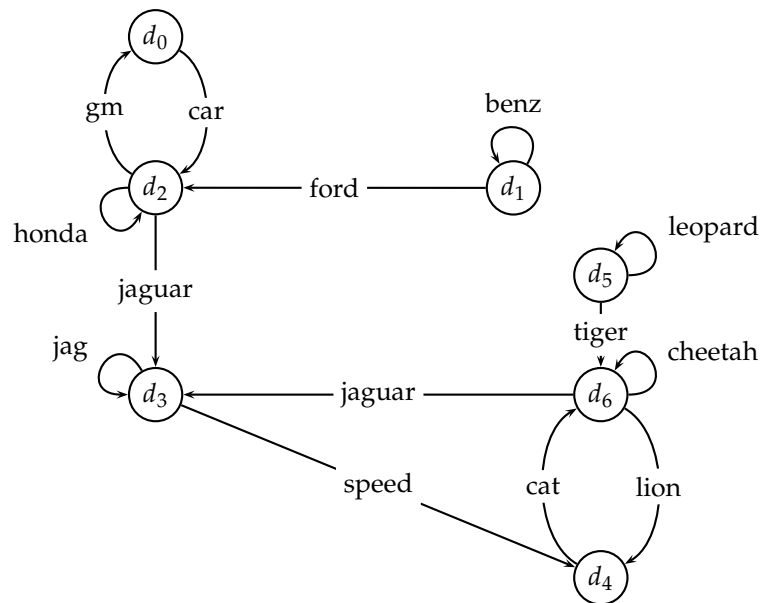 d0
gm car
benz
d2 ford d1
honda
leopard
d5
jaguar
tiger
jag cheetah
d3 jaguar d6
speed cat lion
d4